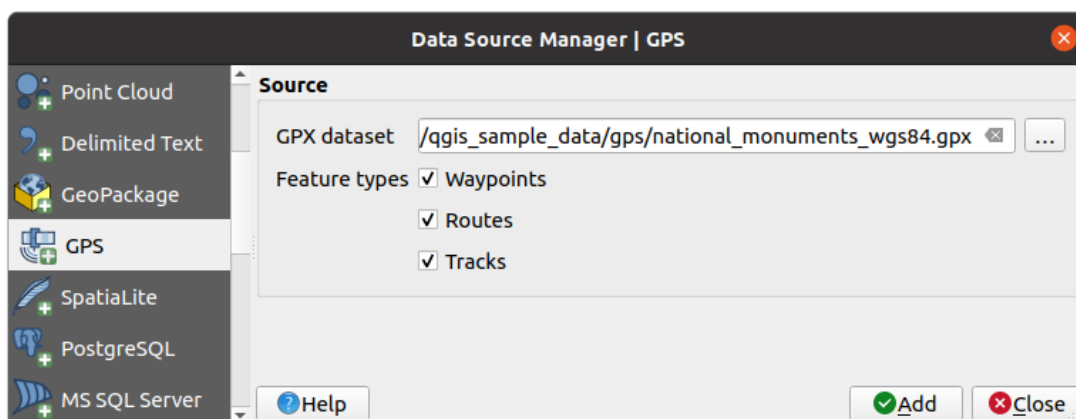 Data Source Manager | GPS
Point Cloud
Delimited Text
GeoPackage
GPS
SpatiaLite
PostgreSQL
MS SQL Server
Source
GPX dataset /qgis_sample_data/gps/national_monuments_wgs84.gpx ...
Feature types Waypoints
Routes
Tracks
Help Add Close